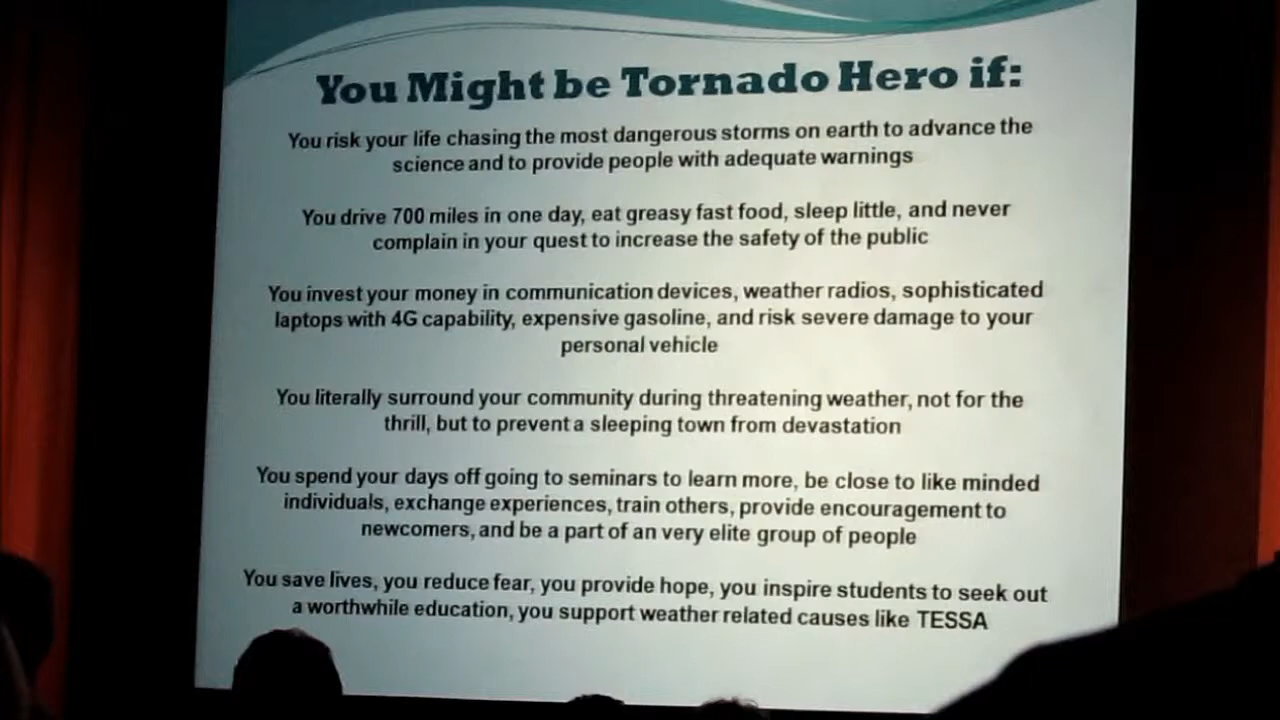 You Might be Tornado Hero if:
You risk your life chasing the most dangerous storms on earth to advance the
science and to provide people with adequate warnings
You drive 700 miles in one day, eat greasy fast food, sleep little, and never
complain in your quest to increase the safety of the public
You invest your money in communication devices, weather radios, sophisticated
laptops with 4G capability, expensive gasoline, and risk severe damage to your
personal vehicle
You literally surround your community during threatening weather, not for the
thrill, but to prevent a sleeping town from devastation
You spend your days off going to seminars to learn more, be close to like minded
individuals, exchange experiences, train others, provide encouragement to
newcomers, and be a part of an very elite group of people
You save lives, you reduce fear, you provide hope, you inspire students to seek out
a worthwhile education, you support weather related causes like TESSA